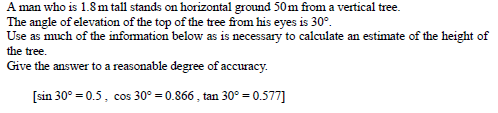 A man who is 1.8 m tall stands on horizontal ground 50 m from a vertical tree.
The angle of elevation of the top of the tree from his eyes is 30°.
Use as much of the information below as is necessary to calculate an estimate of the height of
the tree.
Give the answer to a reasonable degree of accuracy.
[sin 30° = 0.5 , cos 30° = 0.866 , tan 30° = 0.577]